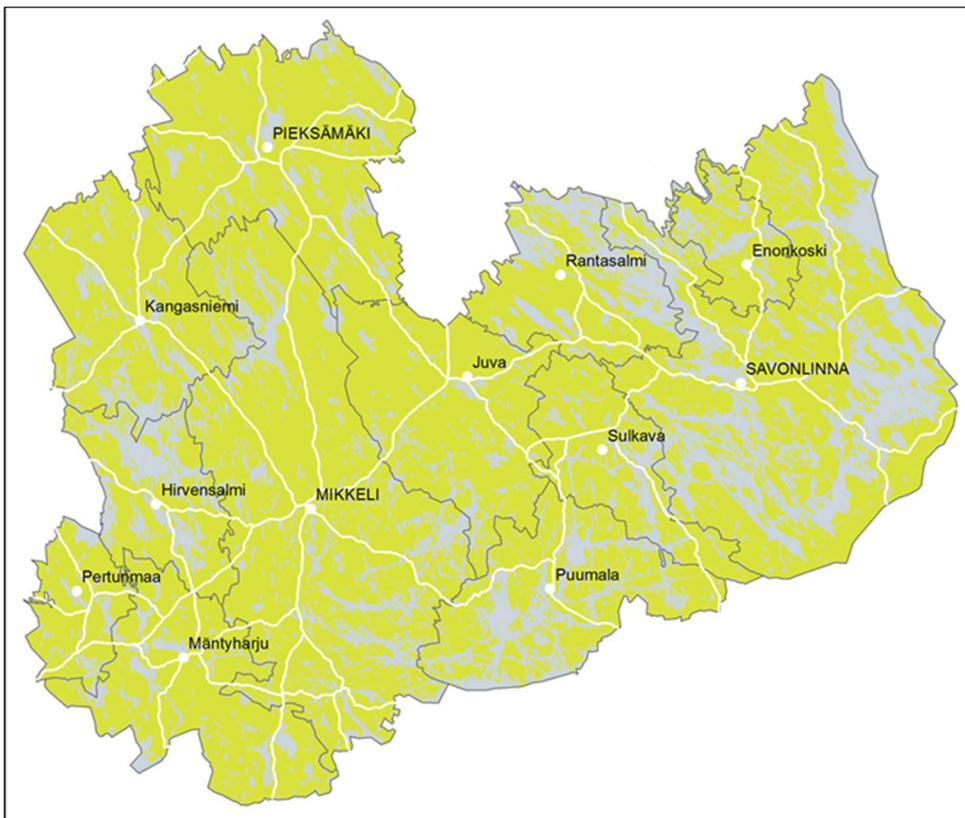 PIEKSÄMÄKI
Enonkoski
Rantasalmi
Kangasniemi
Juva
SAVONLINNA
Sulkava
Hirvensalmi
MIKKELI
Pertunmaa
Puumala
Mäntyharju